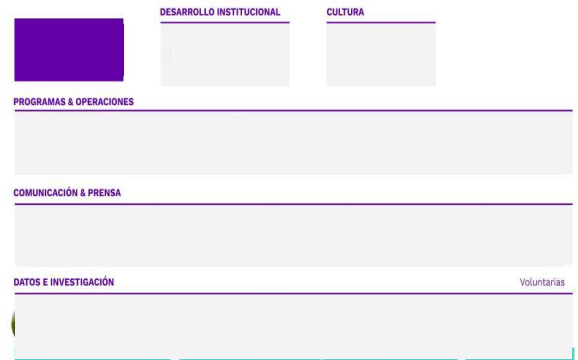 DESARROLLO INSTITUCIONAL
CULTURA
PROGRAMAS & OPERACIONES
COMUNICACIÓN & PRENSA
DATOS E INVESTIGACIÓN
Voluntarias